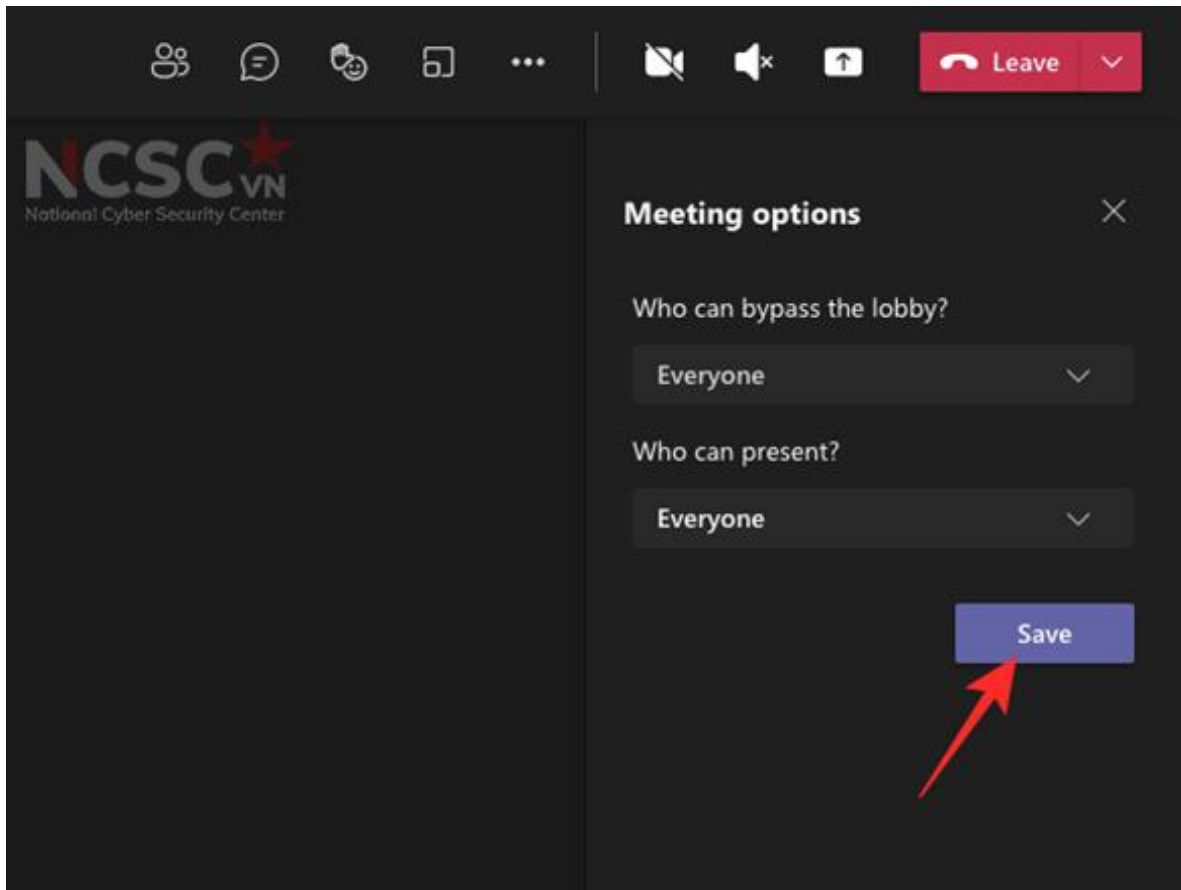 Leave
NCSC VN
National Cyber Security Center
Meeting options
Who can bypass the lobby?
Everyone
Who can present?
Everyone
Save